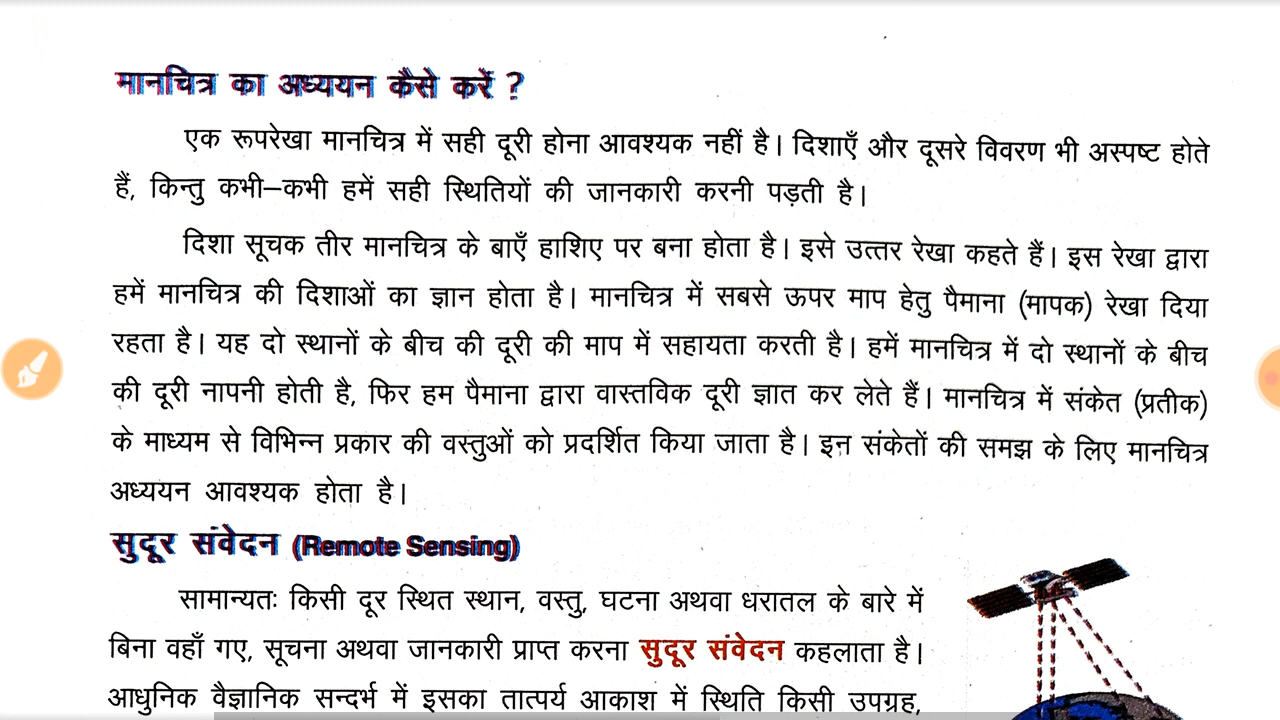 मानचित्र का अध्ययन कैसे करें ?
एक रूपरेखा मानचित्र में सही दूरी होना आवश्यक नहीं है। दिशाएँ और दूसरे विवरण भी अस्पष्ट होते
हैं, किन्तु कभी–कभी हमें सही स्थितियों की जानकारी करनी पड़ती है।
दिशा सूचक तीर मानचित्र के बाएँ हाशिए पर बना होता है। इसे उत्तर रेखा कहते हैं। इस रेखा द्वारा
हमें मानचित्र की दिशाओं का ज्ञान होता है। मानचित्र में सबसे ऊपर माप हेतु पैमाना (मापक) रेखा दिया
रहता है। यह दो स्थानों के बीच की दूरी की माप में सहायता करती है। हमें मानचित्र में दो स्थानों के बीच
की दूरी नापनी होती है, फिर हम पैमाना द्वारा वास्तविक दूरी ज्ञात कर लेते हैं। मानचित्र में संकेत (प्रतीक)
के माध्यम से विभिन्न प्रकार की वस्तुओं को प्रदर्शित किया जाता है। इन संकेतों की समझ के लिए मानचित्र
अध्ययन आवश्यक होता है।
सुदूर संवेदन (Remote Sensing)
सामान्यतः किसी दूर स्थित स्थान, वस्तु, घटना अथवा धरातल के बारे में
बिना वहाँ गए, सूचना अथवा जानकारी प्राप्त करना सुदूर संवेदन कहलाता है।
आधुनिक वैज्ञानिक सन्दर्भ में इसका तात्पर्य आकाश में स्थिति किसी उपग्रह,